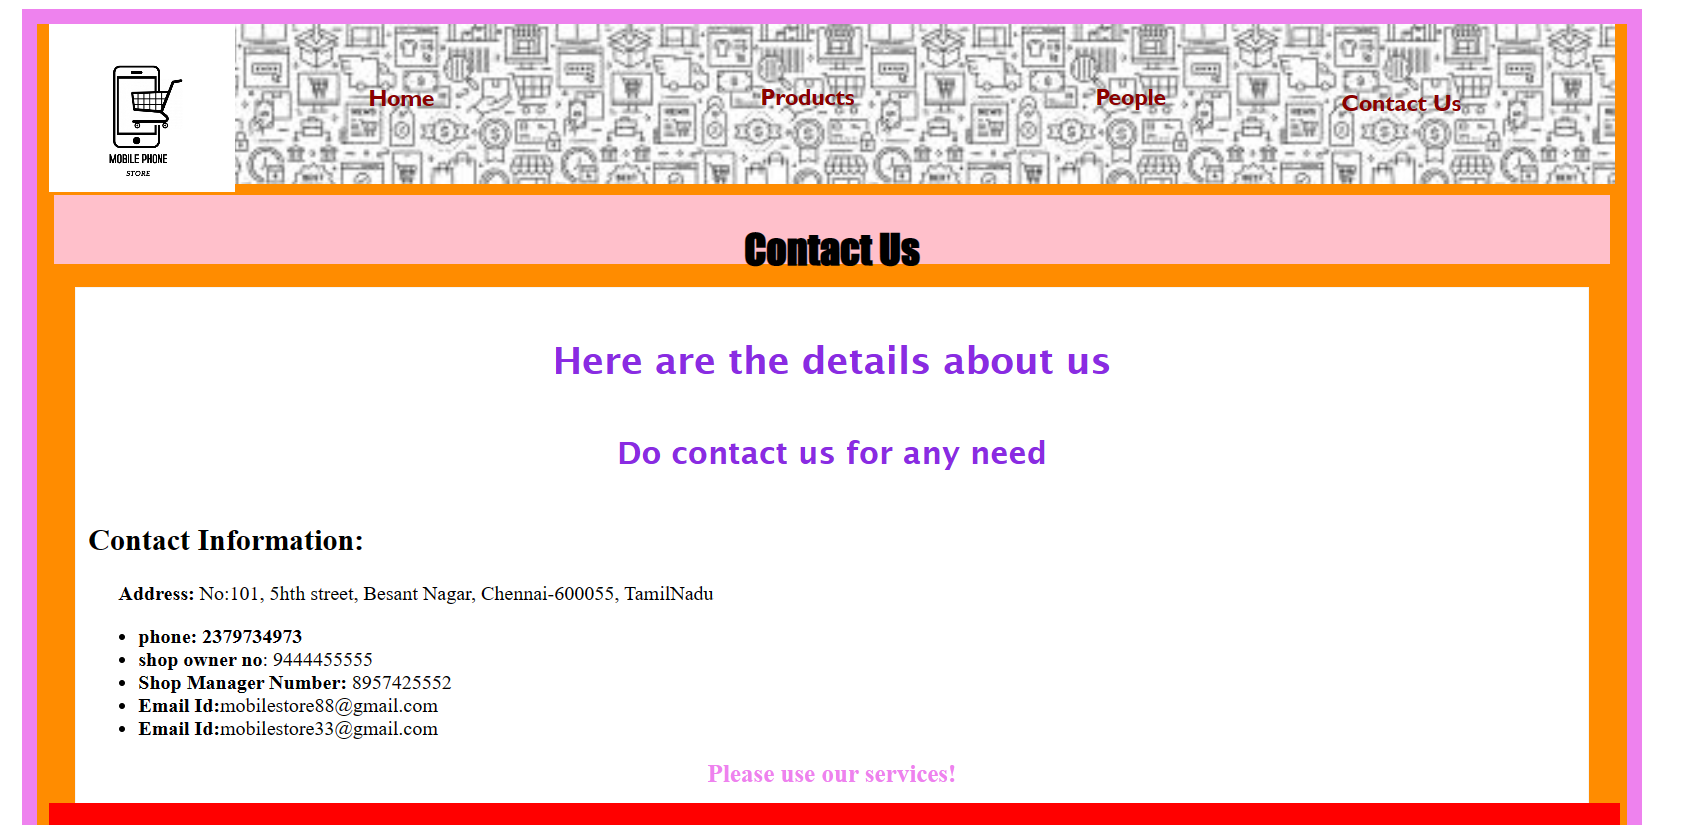 MOBILE PHONE
STORE
Home
Products
People
Contact Us
Contact Us
Here are the details about us
Do contact us for any need
Contact Information:
Address: No:101, 5hth street, Besant Nagar, Chennai-600055, TamilNadu
phone: 2379734973
shop owner no: 9444455555
Shop Manager Number: 8957425552
Email Id:mobilestore88@gmail.com
Email Id:mobilestore33@gmail.com
Please use our services!